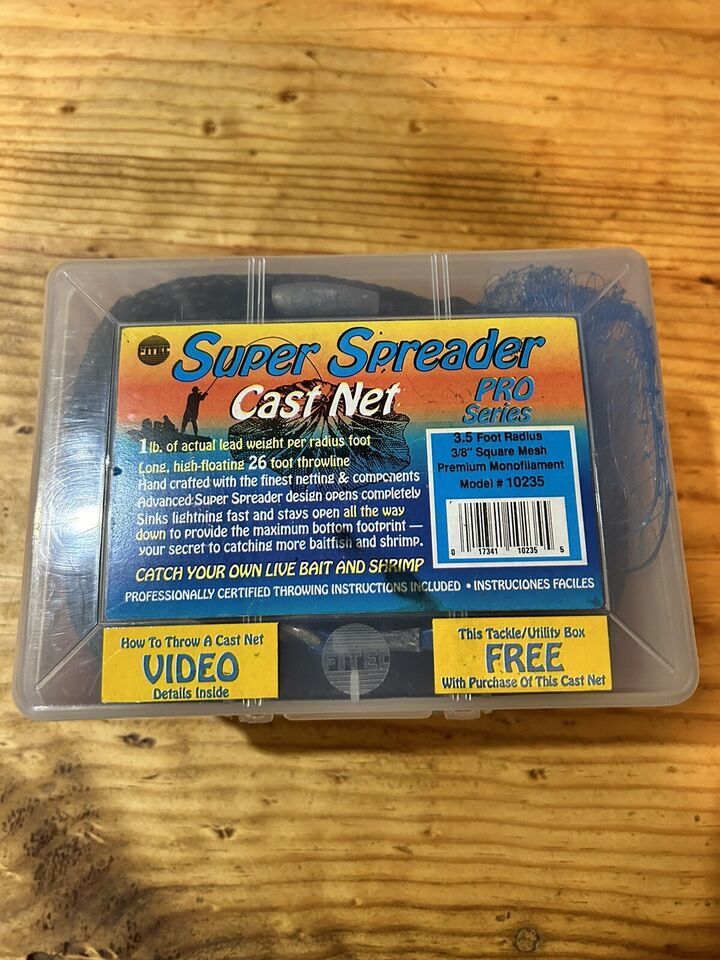 FITEC
Super Spreader
Cast Net
PRO
Series
1 lb. of actual lead weight per radius foot
Long, high-floating 26 foot throwline
Hand crafted with the finest netting & components
Advanced Super Spreader design opens completely
Sinks lightning fast and stays open all the way
down to provide the maximum bottom footprint —
your secret to catching more baitfish and shrimp.
CATCH YOUR OWN LIVE BAIT AND SHRIMP
PROFESSIONALLY CERTIFIED THROWING INSTRUCTIONS INCLUDED • INSTRUCIONES FACILES
3.5 Foot Radius
3/8" Square Mesh
Premium Monofilament
Model # 10235
0 17341 10235 5
How To Throw A Cast Net
VIDEO
Details Inside
FITEC
This Tackle/Utility Box
FREE
With Purchase Of This Cast Net